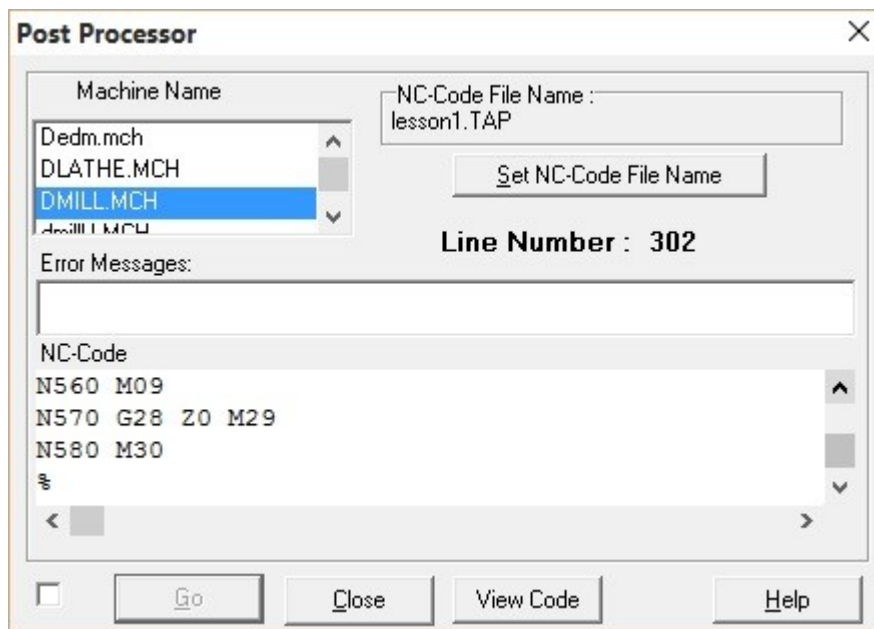 Post Processor
Machine Name
Dedm.mch
DLATHE.MCH
DMILL.MCH
NC-Code File Name :
lesson1.TAP
Set NC-Code File Name
Line Number : 302
Error Messages:
NC-Code
N560 M09
N570 G28 Z0 M29
N580 M30
%
Go
Close
View Code
Help